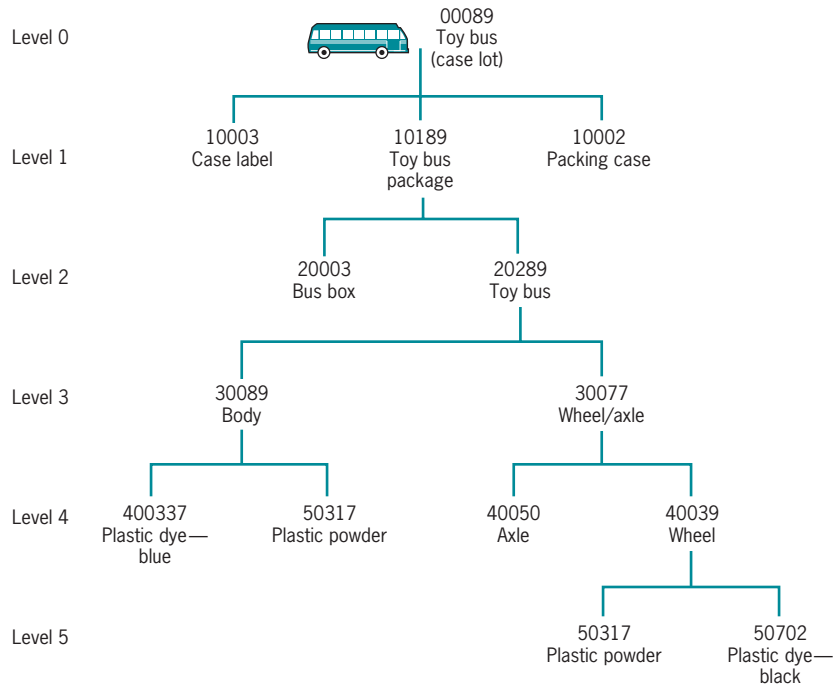 Level 0
00089
Toy bus
(case lot)
Level 1
10003
Case label
10189
Toy bus
package
10002
Packing case
Level 2
20003
Bus box
20289
Toy bus
Level 3
30089
Body
30077
Wheel/axle
Level 4
400337
Plastic dye—
blue
50317
Plastic powder
40050
Axle
40039
Wheel
Level 5
50317
Plastic powder
50702
Plastic dye—
black